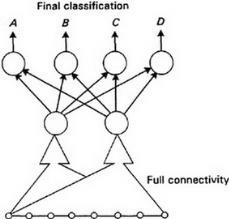 Final classification
A B C D
Full connectivity